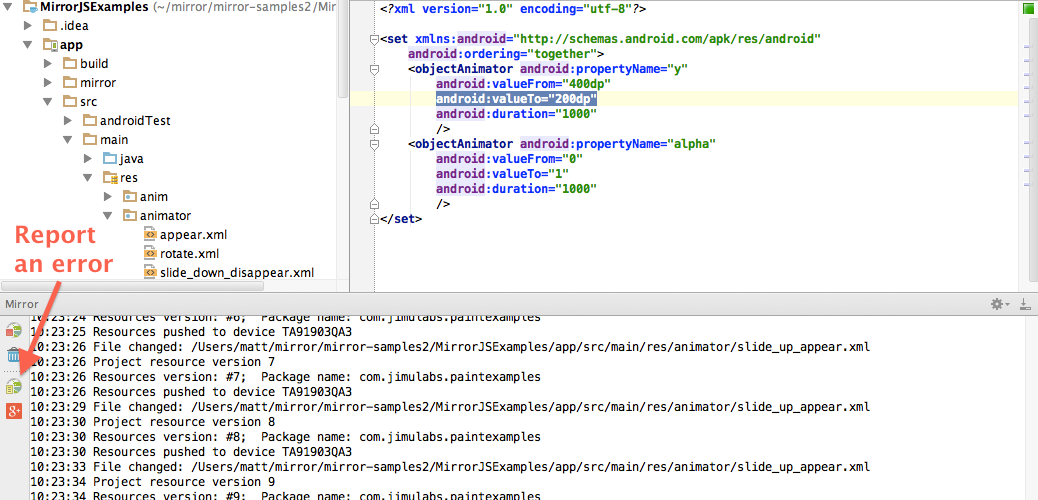 MirrorJSExamples (~/mirror/mirror-samples2/Mir
.idea
app
build
mirror
src
androidTest
main
java
res
anim
animator
appear.xml
rotate.xml
slide_down_disappear.xml
Report
an error
<?xml version="1.0" encoding="utf-8"?>
<set xmlns:android="http://schemas.android.com/apk/res/android"
android:ordering="together">
<objectAnimator android:propertyName="y"
android:valueFrom="400dp"
android:valueTo="200dp"
android:duration="1000"
/>
<objectAnimator android:propertyName="alpha"
android:valueFrom="0"
android:valueTo="1"
android:duration="1000"
/>
</set>
Mirror
10:23:24 Resources version: #6;  Package name: com.jimulabs.paintexamples
10:23:25 Resources pushed to device TA91903QA3
10:23:26 File changed: /Users/matt/mirror/mirror-samples2/MirrorJSExamples/app/src/main/res/animator/slide_up_appear.xml
10:23:26 Project resource version 7
10:23:26 Resources version: #7;  Package name: com.jimulabs.paintexamples
10:23:26 Resources pushed to device TA91903QA3
10:23:29 File changed: /Users/matt/mirror/mirror-samples2/MirrorJSExamples/app/src/main/res/animator/slide_up_appear.xml
10:23:30 Project resource version 8
10:23:30 Resources version: #8;  Package name: com.jimulabs.paintexamples
10:23:30 Resources pushed to device TA91903QA3
10:23:33 File changed: /Users/matt/mirror/mirror-samples2/MirrorJSExamples/app/src/main/res/animator/slide_up_appear.xml
10:23:34 Project resource version 9
10:23:34 Resources version: #9;  Package name: com.jimulabs.paintexamples
g+